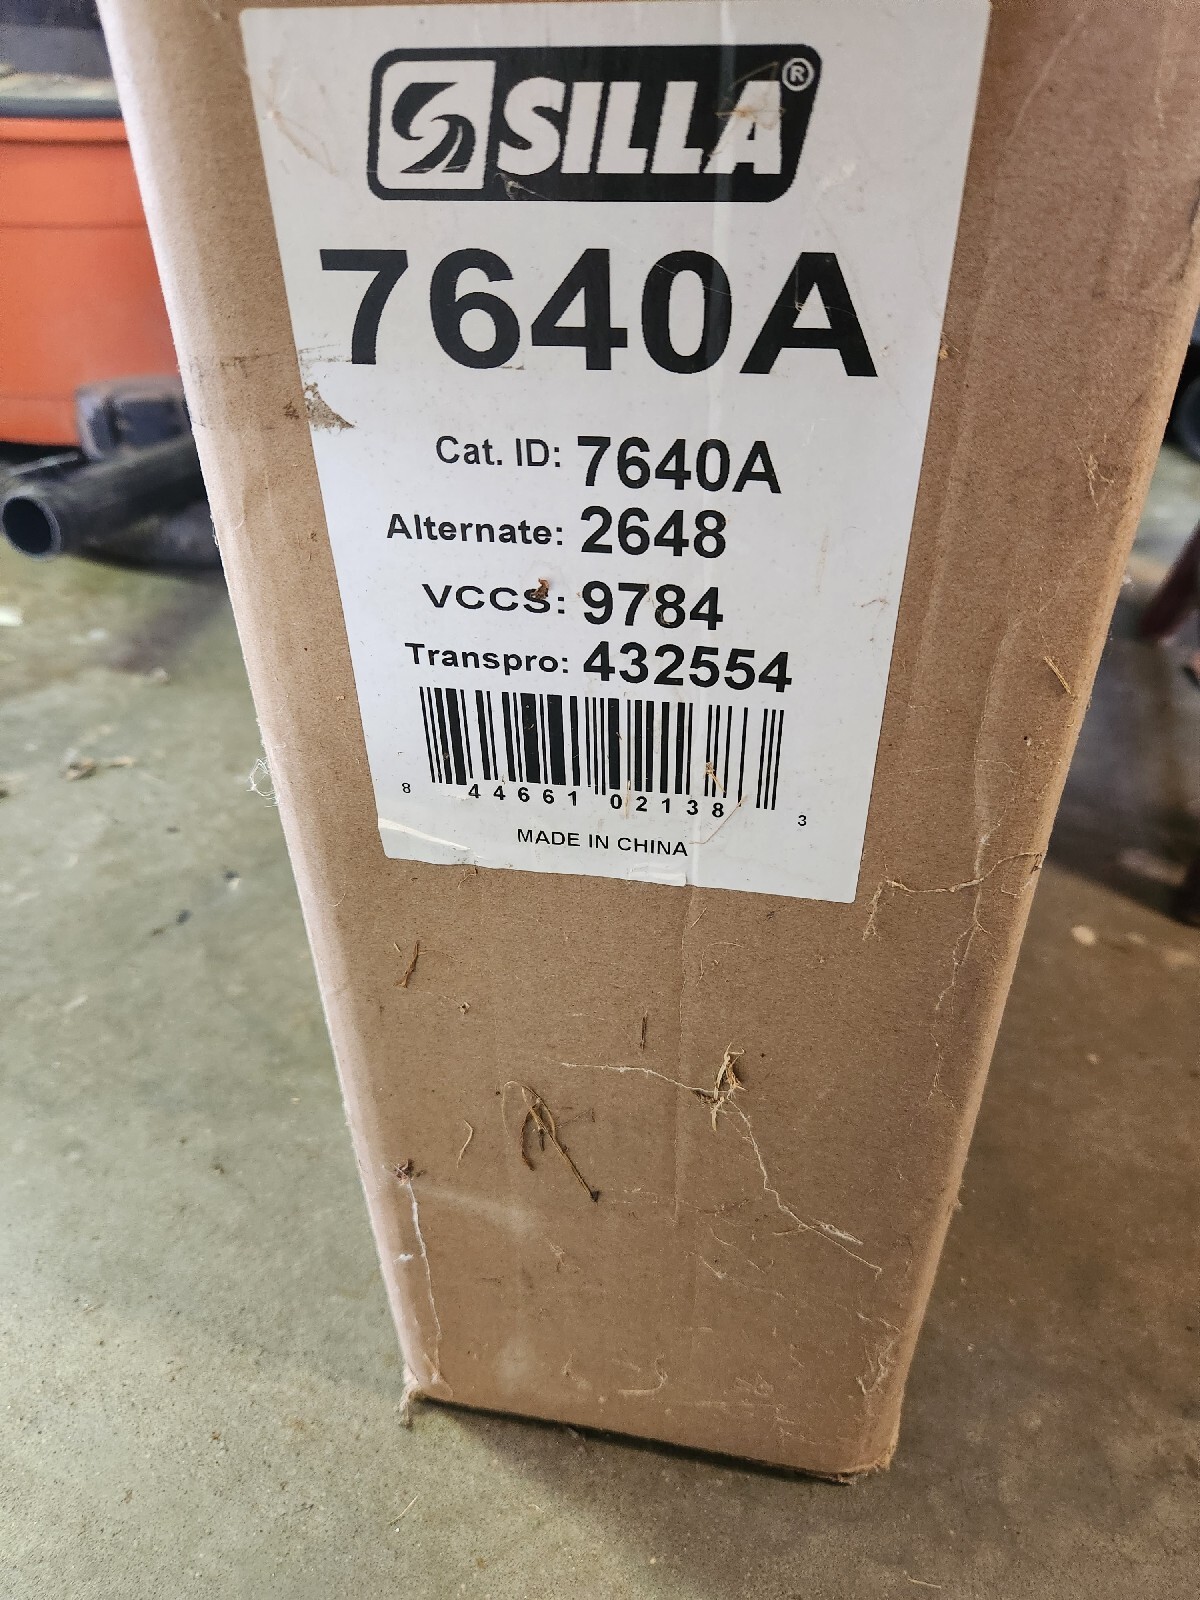 SILLA®
7640A
Cat. ID: 7640A
Alternate: 2648
VCCS: 9784
Transpro: 432554
8 44661 02138 3
MADE IN CHINA